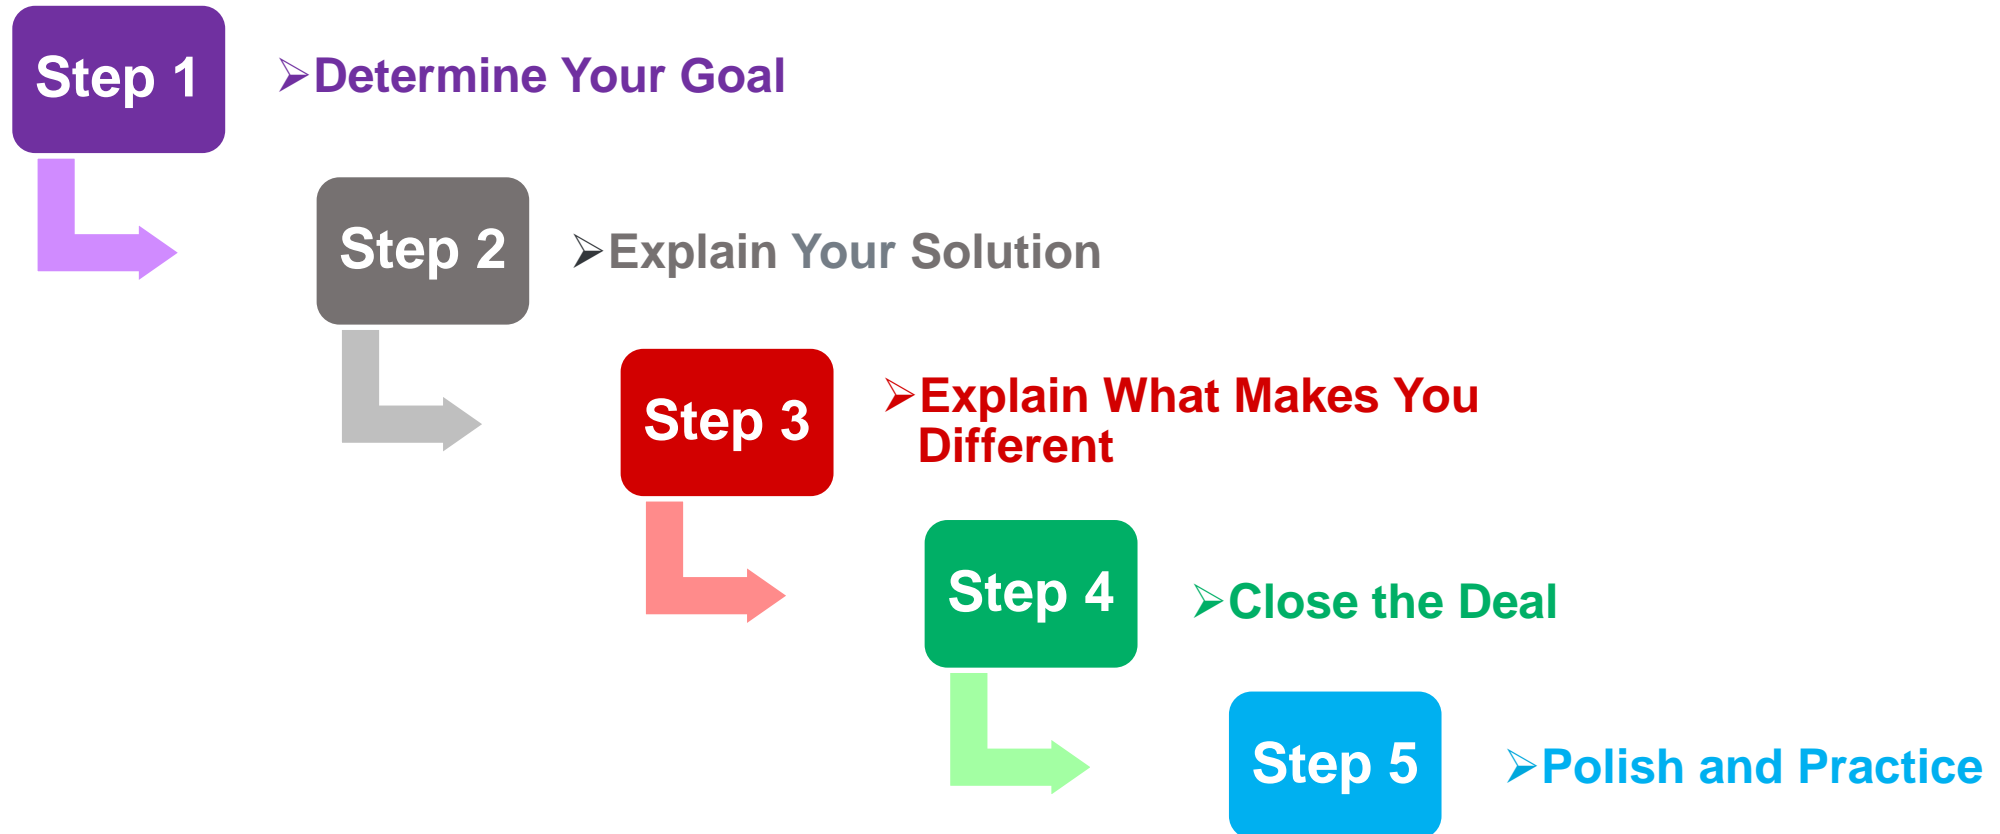 Step 1
➢Determine Your Goal
Step 2
➢Explain Your Solution
Step 3
➢Explain What Makes You
Different
Step 4
➢Close the Deal
Step 5
➢Polish and Practice